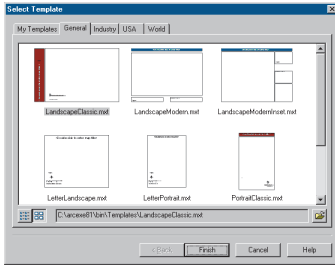 Select Template
My Templates General Industry USA World
LandscapeClassic.mxt LandscapeModern.mxt LandscapeModernInset.mxt
LetterLandscape.mxt LetterPortrait.mxt PortraitClassic.mxt
C:\arcexe81\bin\Templates\LandscapeClassic.mxt
< Back Finish Cancel Help